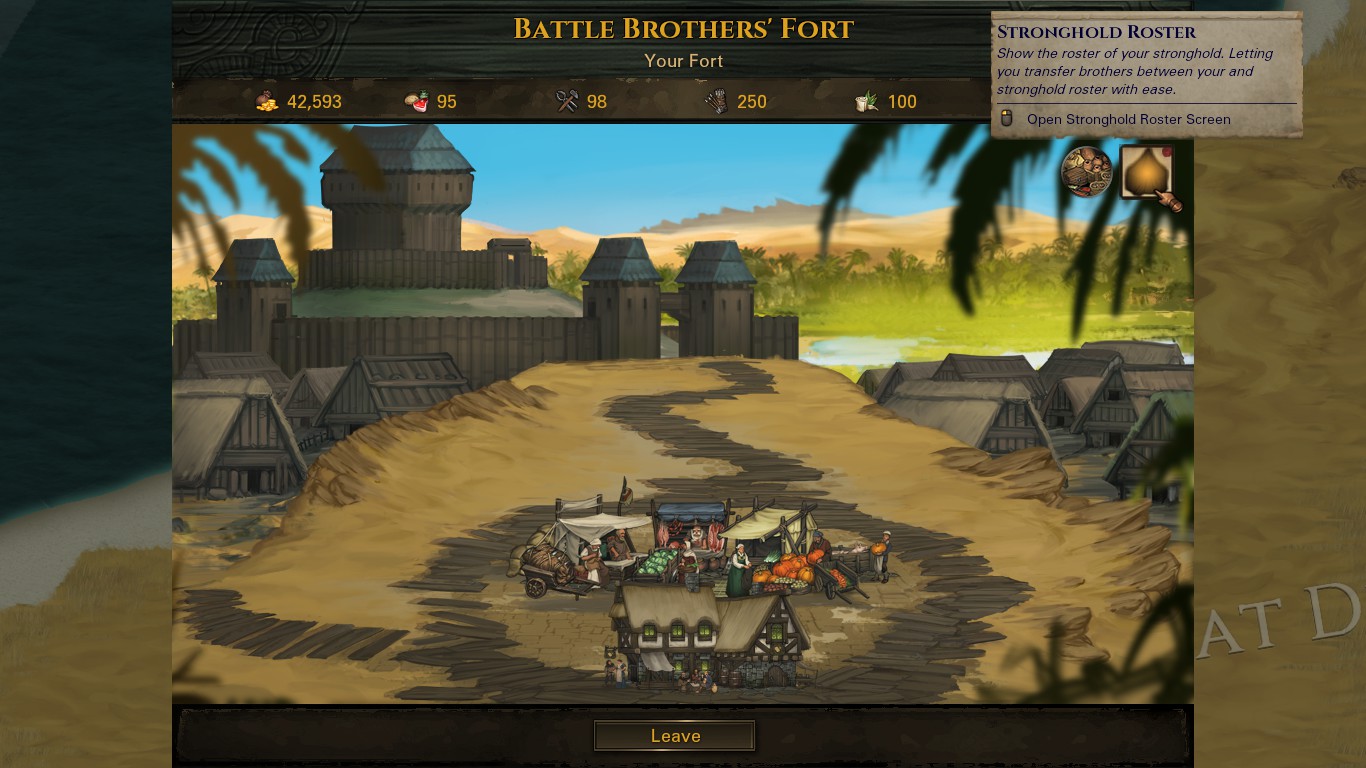 BATTLE BROTHERS' FORT
Your Fort
42,593
95
98
250
100
STRONGHOLD ROSTER
Show the roster of your stronghold. Letting
you transfer brothers between your and
stronghold roster with ease.
Open Stronghold Roster Screen
AT D
Leave